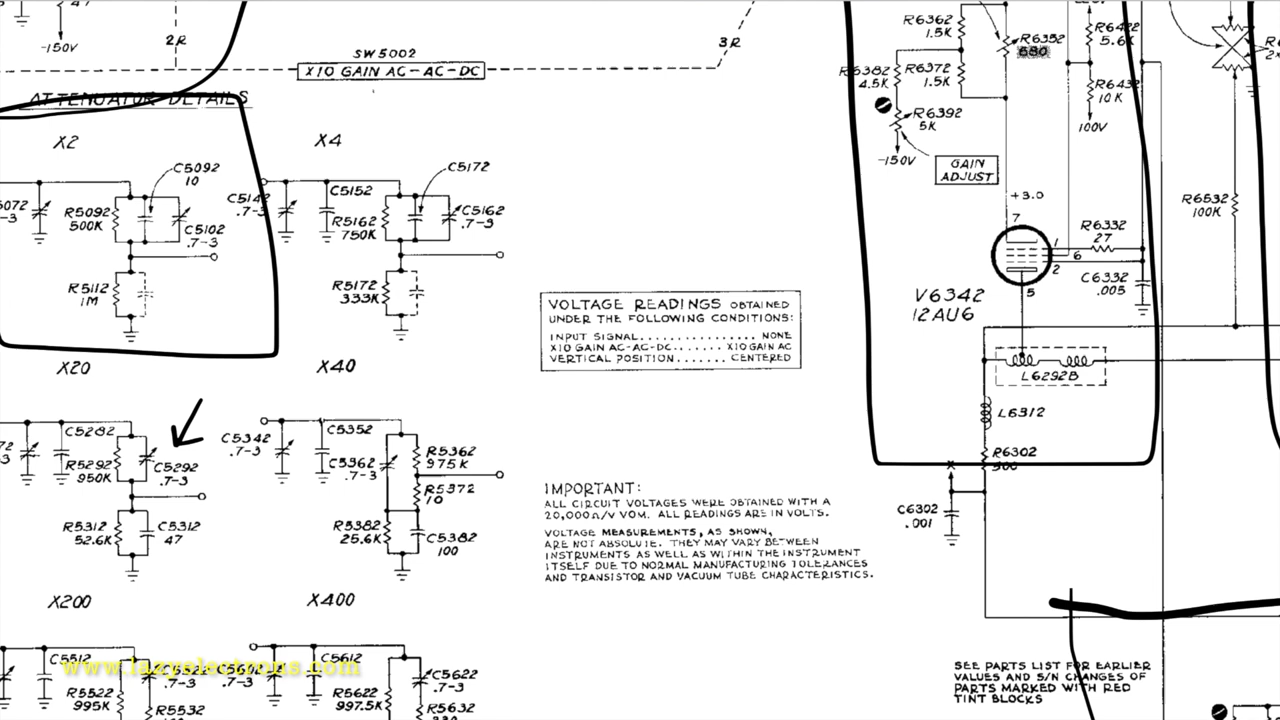 -150V
2R
3R
SW5002
X10 GAIN AC-AC-DC
ATTENUATOR DETAILS
X2
C5092
10
R5092
500K
C5102
.7-3
R5112
1M
X4
C5172
C5142
.7-3
C5152
R5162
750K
C5162
.7-3
R5172
333K
X20
C5282
R5292
950K
C5292
.7-3
R5312
52.6K
C5312
47
X40
C5342
.7-3
C5352
C5362
.7-3
R5362
975K
R5372
10
R5382
25.6K
C5382
100
X200
C5512
R5522
995K
R5532
X400
C5612
C5622
.7-3
R5622
997.5K
R5632
www.lazyelectrons.com
VOLTAGE READINGS OBTAINED
UNDER THE FOLLOWING CONDITIONS:
INPUT SIGNAL............... NONE
X10 GAIN AC-AC-DC...... X10 GAIN AC
VERTICAL POSITION ....... CENTERED
IMPORTANT:
ALL CIRCUIT VOLTAGES WERE OBTAINED WITH A
20,000Ω/V VOM. ALL READINGS ARE IN VOLTS.
VOLTAGE MEASUREMENTS, AS SHOWN,
ARE NOT ABSOLUTE. THEY MAY VARY BETWEEN
INSTRUMENTS AS WELL AS WITHIN THE INSTRUMENT
ITSELF DUE TO NORMAL MANUFACTURING TOLERANCES
AND TRANSISTOR AND VACUUM TUBE CHARACTERISTICS.
R6362
1.5K
R6352
680
R6422
5.6K
R6382
4.5K
R6372
1.5K
R6432
10K
R6392
5K
100V
-150V
GAIN
ADJUST
+3.0
7
1
6
2
5
R6332
27
C6332
.005
R6532
100K
V6342
12AU6
L6292B
L6312
R6302
900
C6302
.001
SEE PARTS LIST FOR EARLIER
VALUES AND S/N CHANGES OF
PARTS MARKED WITH RED
TINT BLOCKS